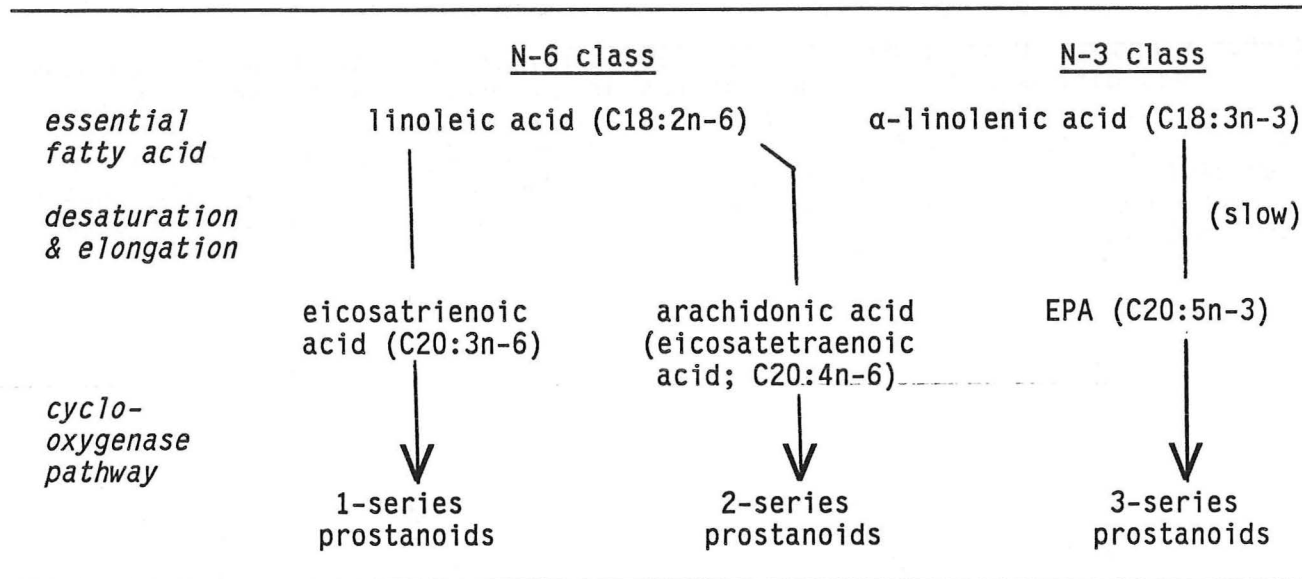 N-6 class
N-3 class
essential
fatty acid
linoleic acid (C18:2n-6)
α-linolenic acid (C18:3n-3)
desaturation
& elongation
(slow)
eicosatrienoic
acid (C20:3n-6)
arachidonic acid
(eicosatetraenoic
acid; C20:4n-6)
EPA (C20:5n-3)
cyclo-
oxygenase
pathway
1-series
prostanoids
2-series
prostanoids
3-series
prostanoids